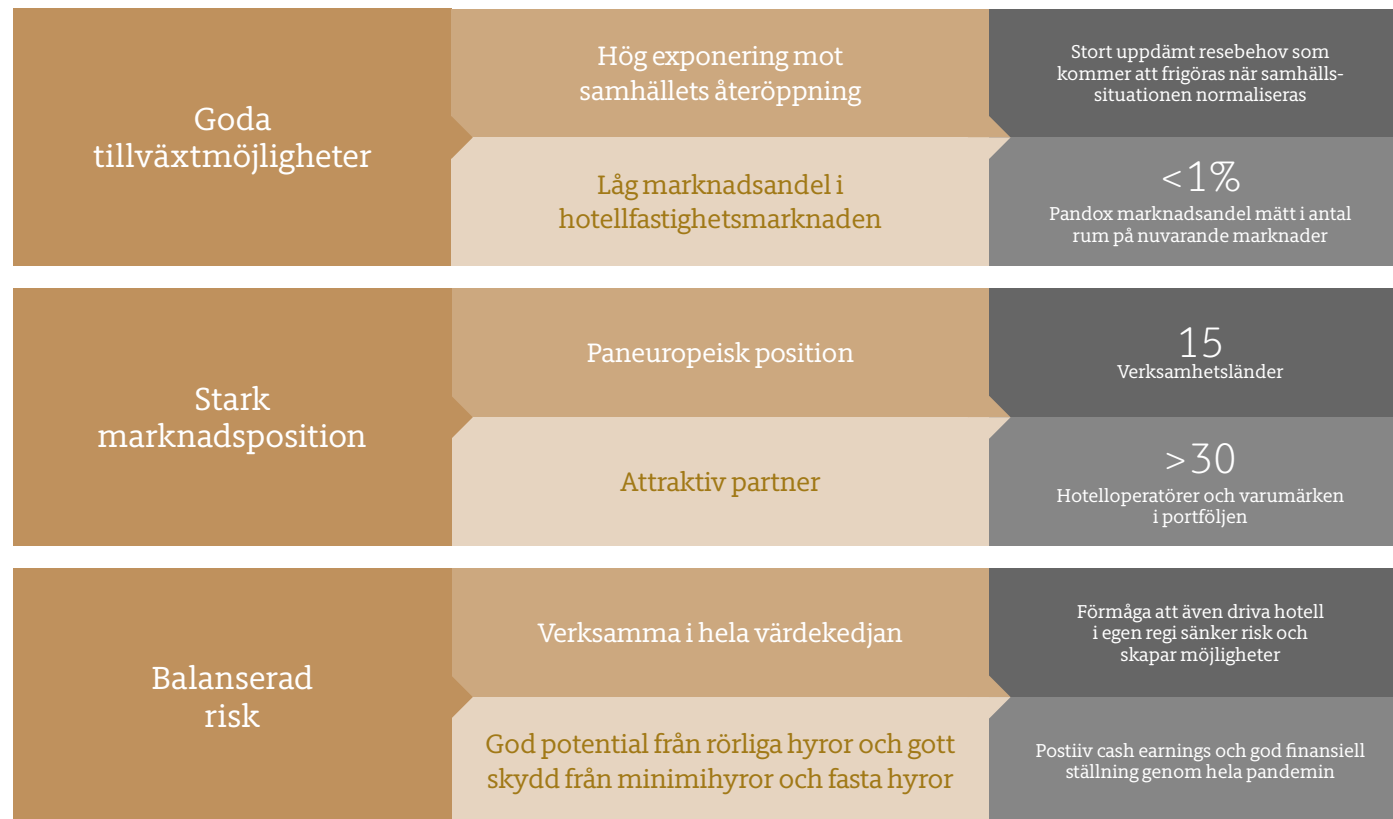 Goda
tillväxtmöjligheter
Hög exponering mot
samhällets återöppning
Stort uppdämt resebehov som
kommer att frigöras när samhälls-
situationen normaliseras
Låg marknadsandel i
hotellfastighetsmarknaden
<1%
Pandox marknadsandel mätt i antal
rum på nuvarande marknader
Stark
marknadsposition
Paneuropeisk position
15
Verksamhetsländer
Attraktiv partner
>30
Hotelloperatörer och varumärken
i portföljen
Balanserad
risk
Verksamma i hela värdekedjan
Förmåga att även driva hotell
i egen regi sänker risk och
skapar möjligheter
God potential från rörliga hyror och gott
skydd från minimihyror och fasta hyror
Postiiv cash earnings och god finansiell
ställning genom hela pandemin